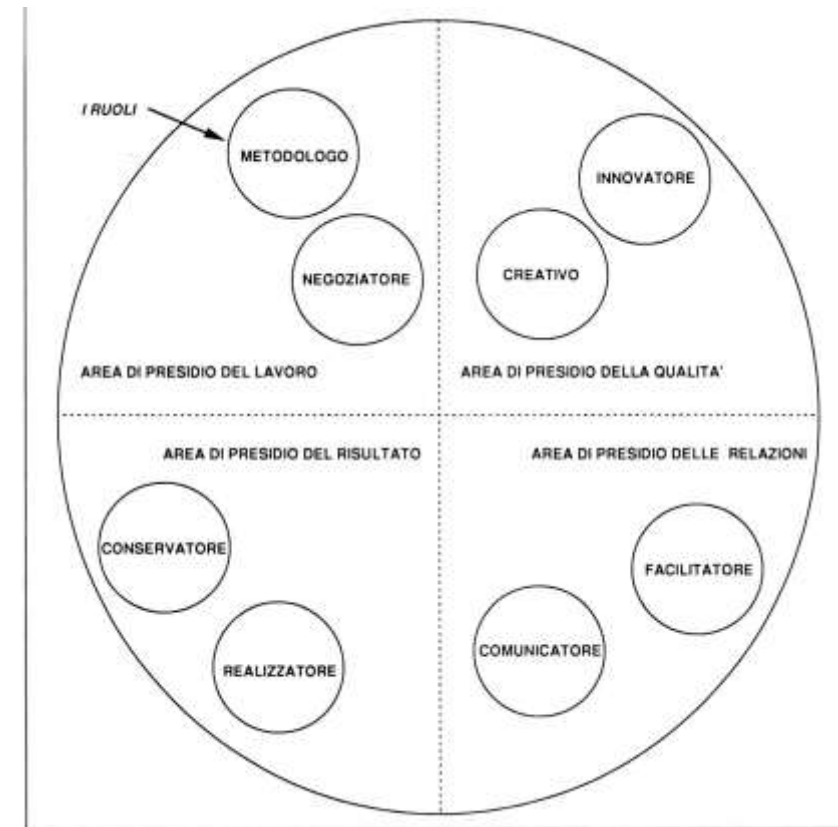 I RUOLI
METODOLOGO
INNOVATORE
NEGOZIATORE
CREATIVO
AREA DI PRESIDIO DEL LAVORO
AREA DI PRESIDIO DELLA QUALITA'
AREA DI PRESIDIO DEL RISULTATO
AREA DI PRESIDIO DELLE RELAZIONI
CONSERVATORE
FACILITATORE
REALIZZATORE
COMUNICATORE